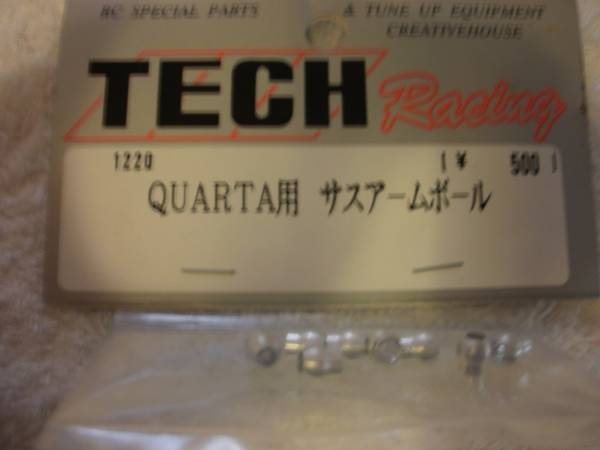 RC SPECIAL PARTS & TUNE UP EQUIPMENT
CREATIVEHOUSE
TECH Racing
1220 ¥ 500
QUARTA用 サスアームボール